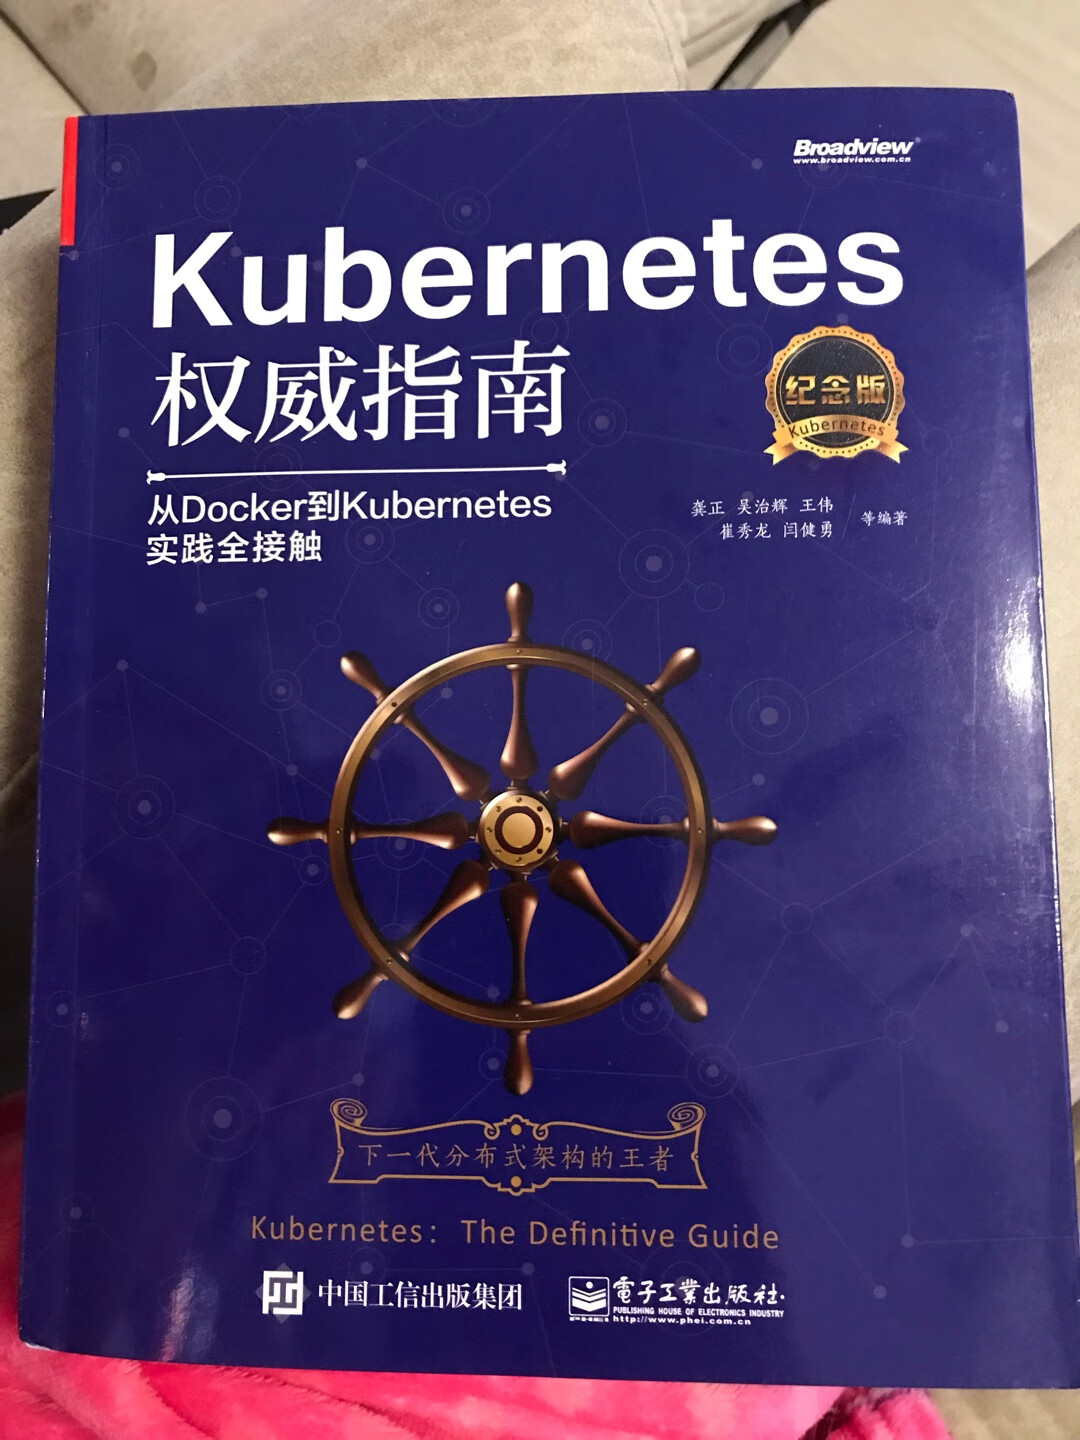 Broadview
www.broadview.com.cn
Kubernetes
权威指南
纪念版
Kubernetes
从Docker到Kubernetes
实践全接触
龚正 吴治辉 王伟
崔秀龙 闫健勇
等编著
下一代分布式架构的王者
Kubernetes: The Definitive Guide
中国工信出版集团
電子工業出版社
PUBLISHING HOUSE OF ELECTRONICS INDUSTRY
http://www.phei.com.cn